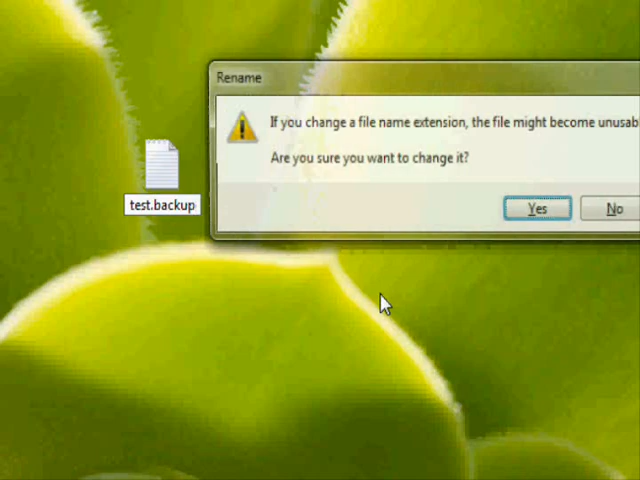 Rename
If you change a file name extension, the file might become
Are you sure you want to change it?
test.backup
Yes
No